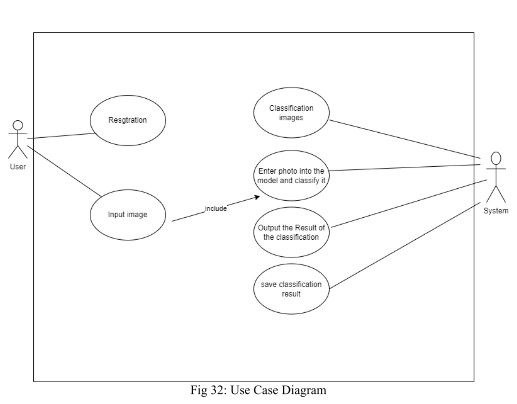 Resgtration
Classification
images
User
Enter photo into the
model and classify it
System
Input image
include
Output the Result of
the classification
save classification
result
Fig 32: Use Case Diagram